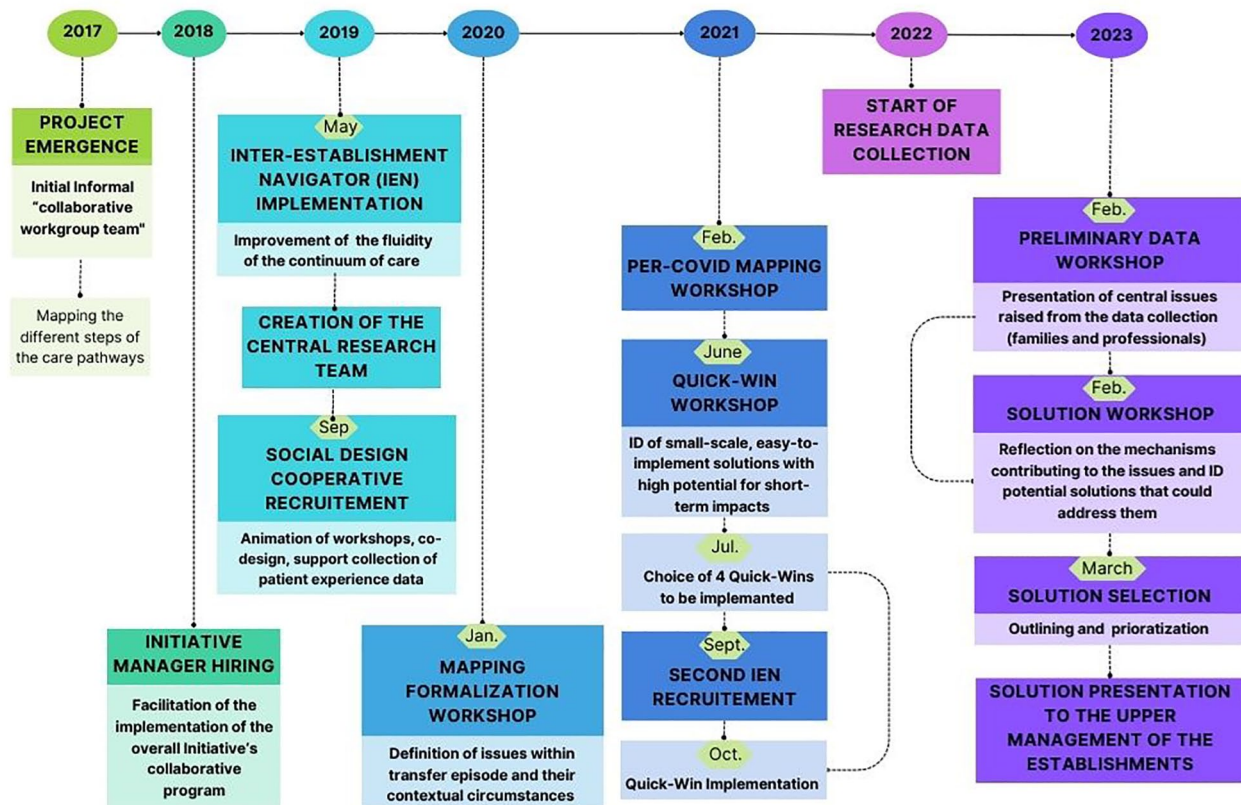 2017
2018
2019
2020
2021
2022
2023
PROJECT
EMERGENCE
Initial Informal
“collaborative
workgroup team"
Mapping the
different steps of
the care pathways
INITIATIVE
MANAGER HIRING
Facilitation of the
implementation of the
overall Initiative's
collaborative
program
May
INTER-ESTABLISHMENT
NAVIGATOR (IEN)
IMPLEMENTATION
Improvement of the fluidity
of the continuum of care
CREATION OF THE
CENTRAL RESEARCH
TEAM
Sep
SOCIAL DESIGN
COOPERATIVE
RECRUITEMENT
Animation of workshops, co-
design, support collection of
patient experience data
Jan.
MAPPING
FORMALIZATION
WORKSHOP
Definition of issues within
transfer episode and their
contextual circumstances
Feb.
PER-COVID MAPPING
WORKSHOP
June
QUICK-WIN
WORKSHOP
ID of small-scale, easy-to-
implement solutions with
high potential for short-
term impacts
Jul.
Choice of 4 Quick-Wins
to be implemanted
Sept.
SECOND IEN
RECRUITEMENT
Oct.
Quick-Win Implementation
START OF
RESEARCH DATA
COLLECTION
Feb.
PRELIMINARY DATA
WORKSHOP
Presentation of central issues
raised from the data collection
(families and professionals)
Feb.
SOLUTION WORKSHOP
Reflection on the mechanisms
contributing to the issues and ID
potential solutions that could
address them
March
SOLUTION SELECTION
Outlining and prioratization
SOLUTION PRESENTATION
TO THE UPPER
MANAGEMENT OF THE
ESTABLISHMENTS